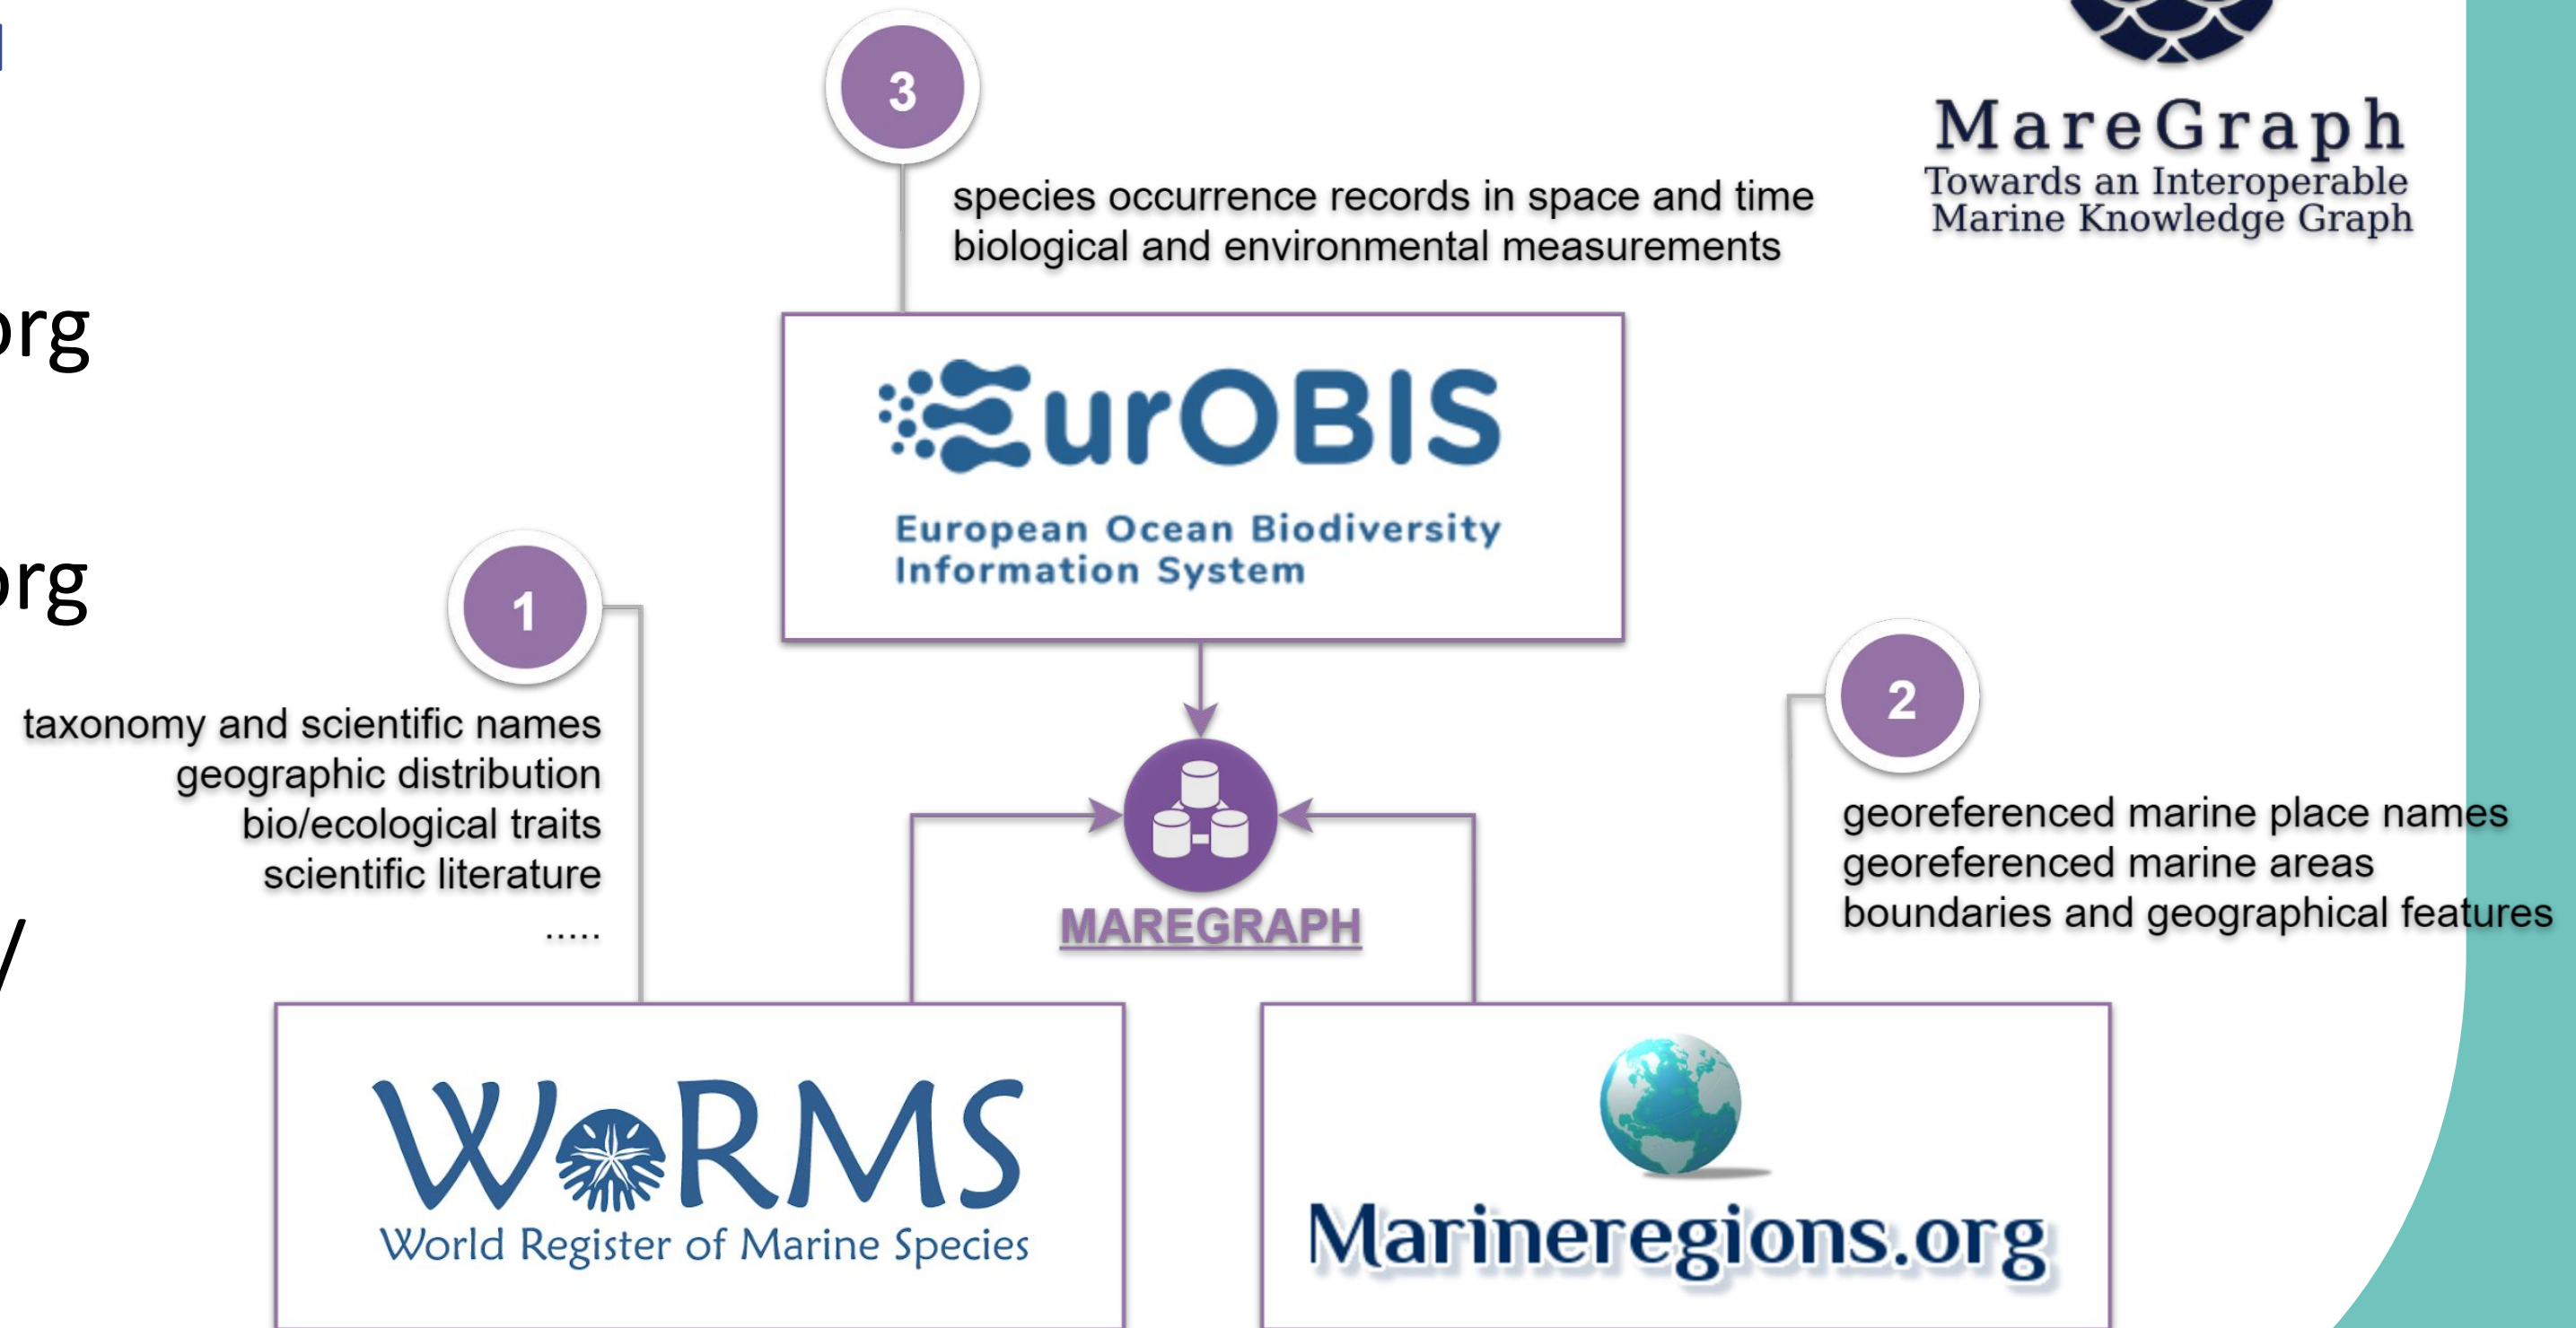 3
species occurrence records in space and time
biological and environmental measurements
MareGraph
Towards an Interoperable
Marine Knowledge Graph
org
EurOBIS
European Ocean Biodiversity
Information System
org
1
taxonomy and scientific names
geographic distribution
bio/ecological traits
scientific literature
.....
2
georeferenced marine place names
georeferenced marine areas
boundaries and geographical features
/
MAREGRAPH
WoRMS
World Register of Marine Species
Marineregions.org